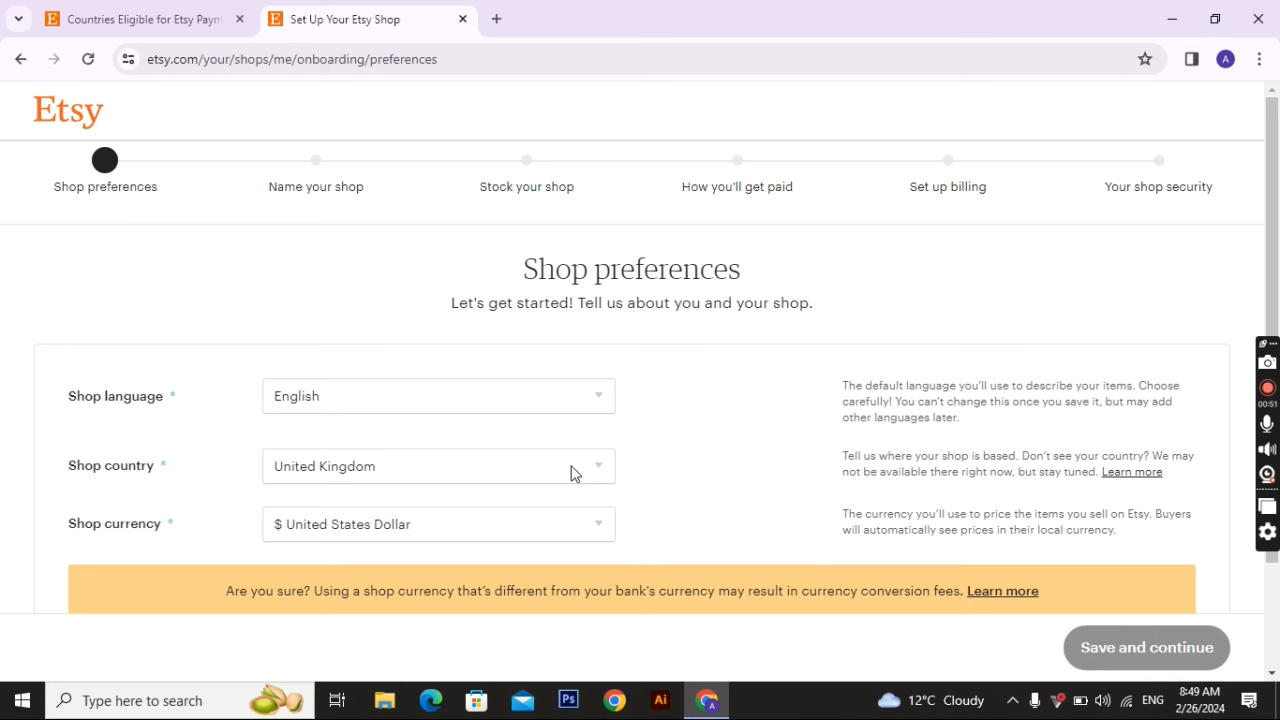 Countries Eligible for Etsy Paym
Set Up Your Etsy Shop
etsy.com/your/shops/me/onboarding/preferences
A
Etsy
Shop preferences
Name your shop
Stock your shop
How you'll get paid
Set up billing
Your shop security
Shop preferences
Let's get started! Tell us about you and your shop.
Shop language *
English
The default language you'll use to describe your items. Choose
carefully! You can't change this once you save it, but may add
other languages later.
Shop country *
United Kingdom
Tell us where your shop is based. Don't see your country? We may
not be available there right now, but stay tuned. Learn more
Shop currency *
$ United States Dollar
The currency you'll use to price the items you sell on Etsy. Buyers
will automatically see prices in their local currency.
Are you sure? Using a shop currency that's different from your bank's currency may result in currency conversion fees. Learn more
Save and continue
00:51
Type here to search
Ps
Ai
A
12°C Cloudy
ENG
8:49 AM
2/26/2024